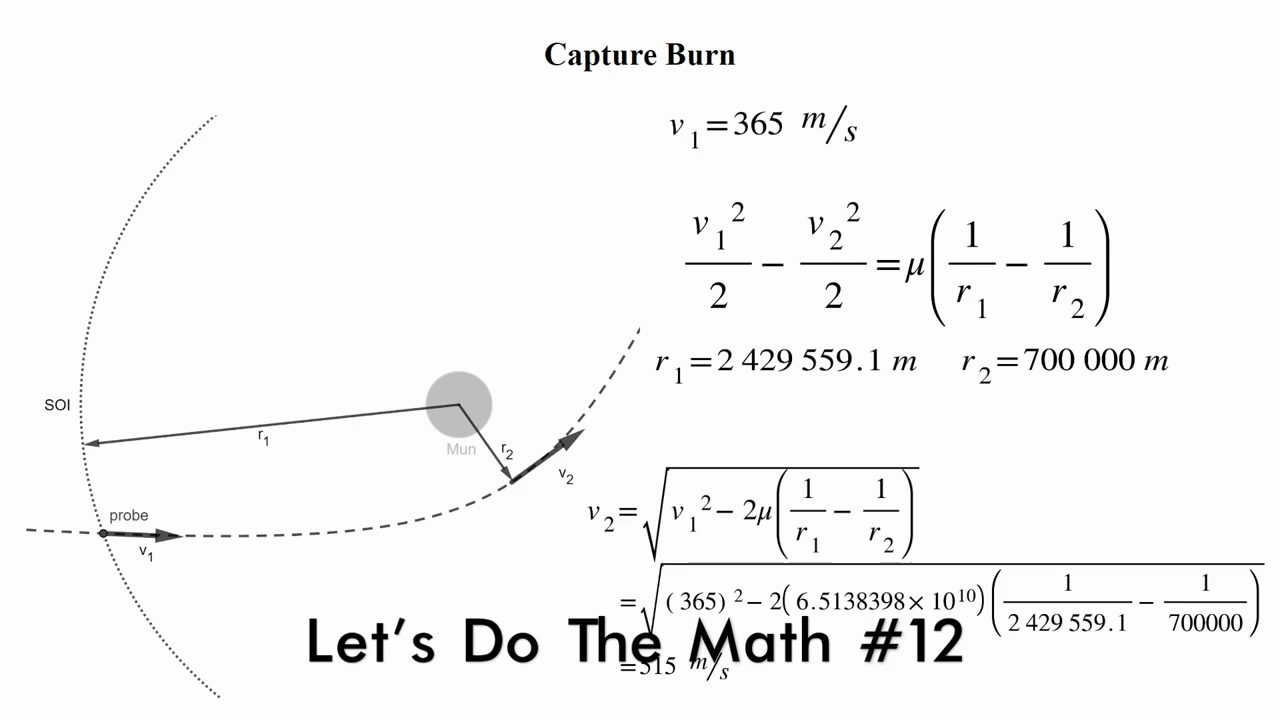 Capture Burn
v₁ = 365 m/s
v₁²/2 − v₂²/2 = μ(1/r₁ − 1/r₂)
r₁ = 2 429 559.1 m r₂ = 700 000 m
SOI
r₁
Mun
r₂
v₂
probe
v₁
v₂ = √(v₁² − 2μ(1/r₁ − 1/r₂))
= √((365)² − 2(6.5138398 × 10¹⁰)(1/2 429 559.1 − 1/700000))
= 515 m/s
Let's Do The Math #12